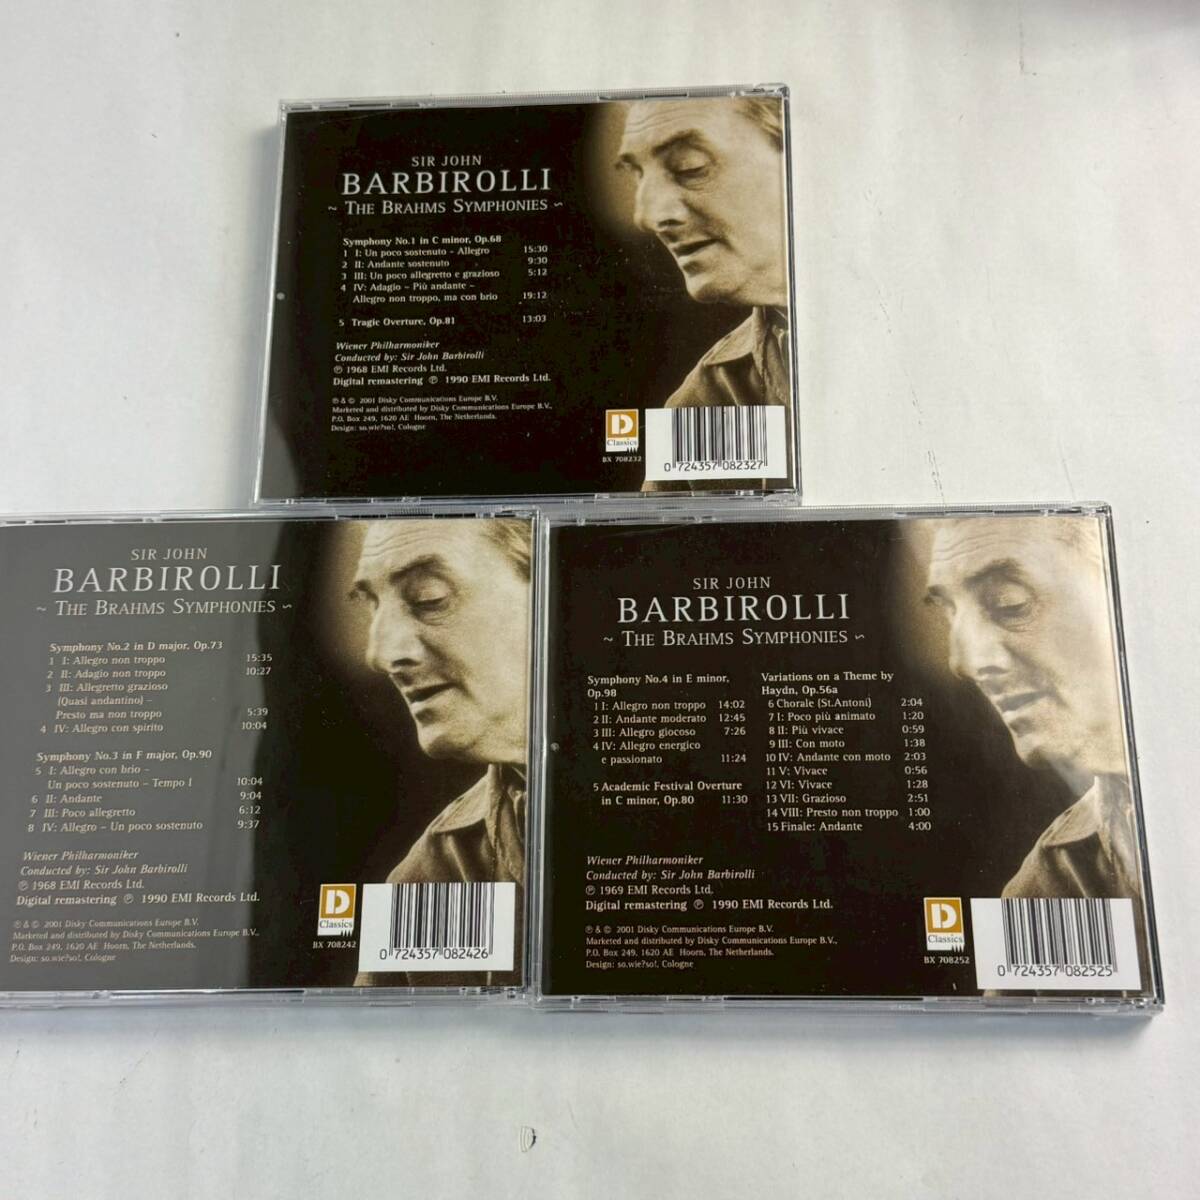 SIR JOHN
BARBIROLLI
~ THE BRAHMS SYMPHONIES ~
Symphony No.1 in C minor, Op.68
1 I: Un poco sostenuto – Allegro 15:30
2 II: Andante sostenuto 9:30
3 III: Un poco allegretto e grazioso 5:12
4 IV: Adagio – Più andante –
Allegro non troppo, ma con brio 19:12
5 Tragic Overture, Op.81 13:03
Wiener Philharmoniker
Conducted by: Sir John Barbirolli
℗ 1968 EMI Records Ltd.
Digital remastering ℗ 1990 EMI Records Ltd.
℗ & © 2001 Disky Communications Europe B.V.
Marketed and distributed by Disky Communications Europe B.V.,
P.O. Box 249, 1620 AE Hoorn, The Netherlands.
Design: so.wie?so!, Cologne
D
Classics
BX 708232
0 724357 082327
SIR JOHN
BARBIROLLI
~ THE BRAHMS SYMPHONIES ~
Symphony No.2 in D major, Op.73
1 I: Allegro non troppo 15:35
2 II: Adagio non troppo 10:27
3 III: Allegretto grazioso
(Quasi andantino) –
Presto ma non troppo 5:39
4 IV: Allegro con spirito 10:04
Symphony No.3 in F major, Op.90
5 I: Allegro con brio –
Un poco sostenuto – Tempo I 10:04
6 II: Andante 9:04
7 III: Poco allegretto 6:12
8 IV: Allegro – Un poco sostenuto 9:37
Wiener Philharmoniker
Conducted by: Sir John Barbirolli
℗ 1968 EMI Records Ltd.
Digital remastering ℗ 1990 EMI Records Ltd.
℗ & © 2001 Disky Communications Europe B.V.
Marketed and distributed by Disky Communications Europe B.V.,
P.O. Box 249, 1620 AE Hoorn, The Netherlands.
Design: so.wie?so!, Cologne
D
Classics
BX 708242
0 724357 082426
SIR JOHN
BARBIROLLI
~ THE BRAHMS SYMPHONIES ~
Symphony No.4 in E minor,
Op.98
1 I: Allegro non troppo 14:02
2 II: Andante moderato 12:45
3 III: Allegro giocoso 7:26
4 IV: Allegro energico
e passionato 11:24
5 Academic Festival Overture
in C minor, Op.80 11:30
Variations on a Theme by
Haydn, Op.56a
6 Chorale (St.Antoni) 2:04
7 I: Poco più animato 1:20
8 II: Più vivace 0:59
9 III: Con moto 1:38
10 IV: Andante con moto 2:03
11 V: Vivace 0:56
12 VI: Vivace 1:28
13 VII: Grazioso 2:51
14 VIII: Presto non troppo 1:00
15 Finale: Andante 4:00
Wiener Philharmoniker
Conducted by: Sir John Barbirolli
℗ 1969 EMI Records Ltd.
Digital remastering ℗ 1990 EMI Records Ltd.
℗ & © 2001 Disky Communications Europe B.V.
Marketed and distributed by Disky Communications Europe B.V.,
P.O. Box 249, 1620 AE Hoorn, The Netherlands.
Design: so.wie?so!, Cologne
D
Classics
BX 708252
0 724357 082525